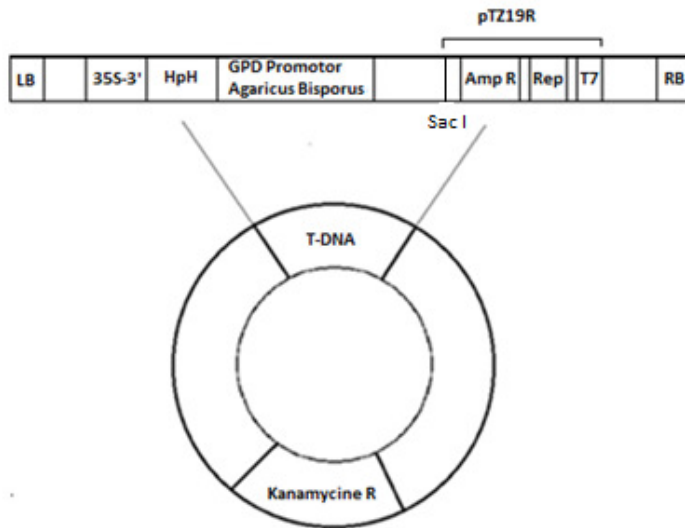 pTZ19R
LB 35S-3' HpH GPD Promotor Agaricus Bisporus Amp R Rep T7 RB
Sac I
T-DNA
Kanamycine R